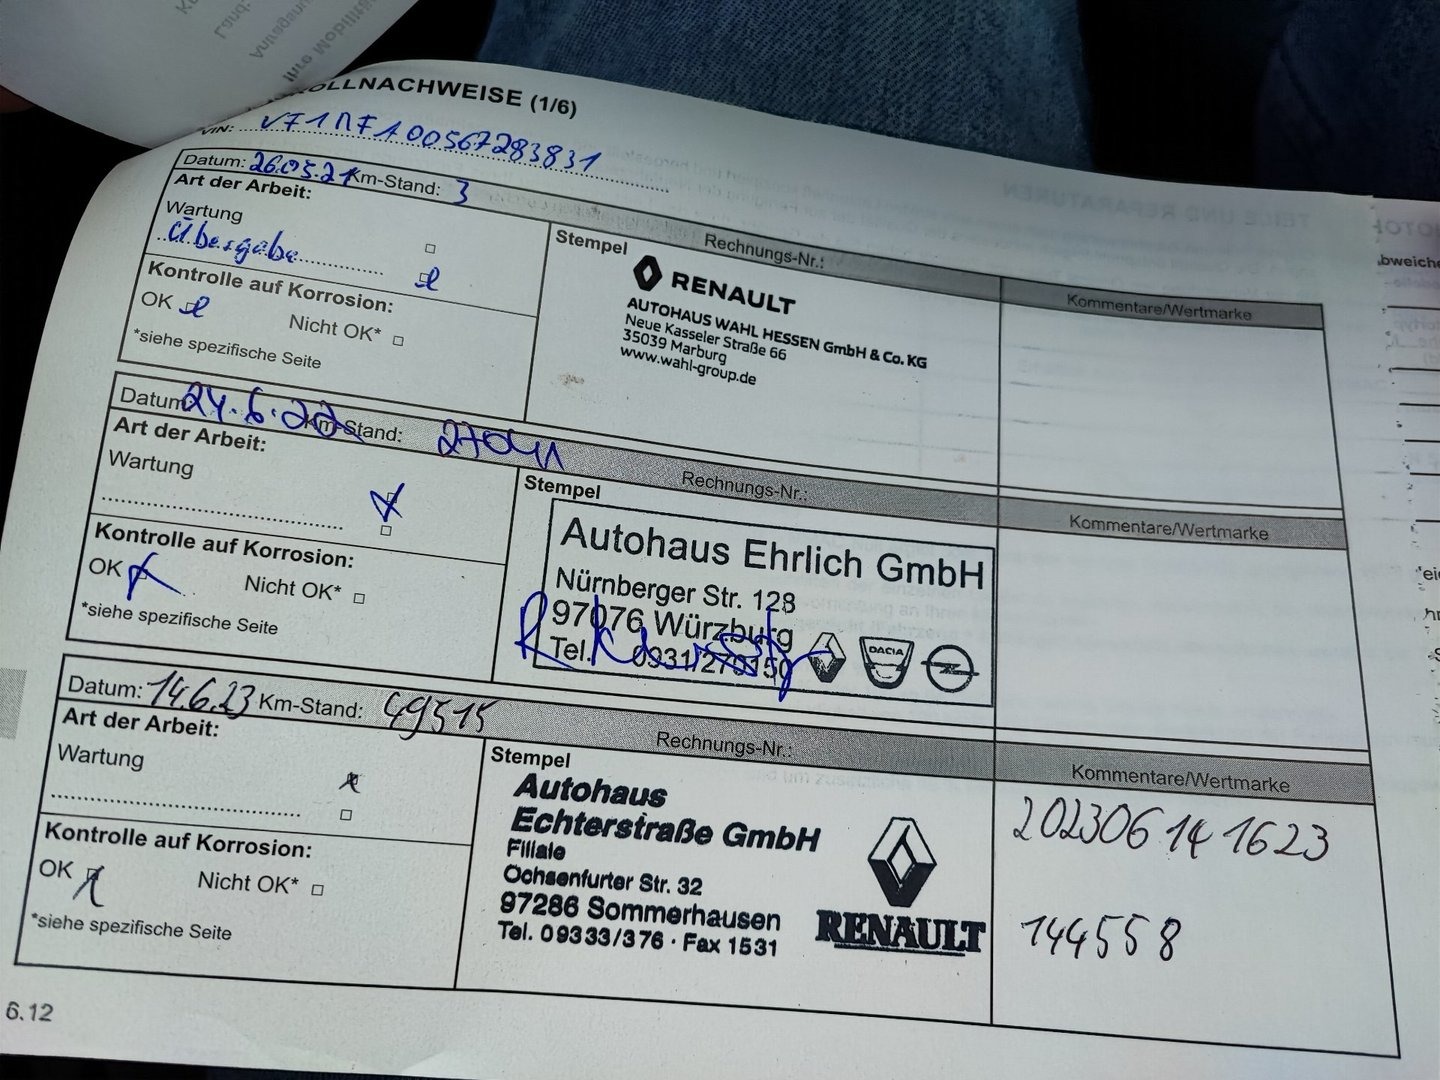 OLLNACHWEISE (1/6)
VIN: VF1RFA00567283831
Datum: 26.05.21 Km-Stand: 3
Rechnungs-Nr.:
Kommentare/Wertmarke
Art der Arbeit:
Wartung
Übergabe
Kontrolle auf Korrosion:
OK Nicht OK*
*siehe spezifische Seite
Stempel
RENAULT
AUTOHAUS WAHL HESSEN GmbH & Co. KG
Neue Kasseler Straße 66
35039 Marburg
www.wahl-group.de
Datum 24.6.22 Km-Stand: 27041
Rechnungs-Nr.:
Kommentare/Wertmarke
Art der Arbeit:
Wartung
Kontrolle auf Korrosion:
OK Nicht OK*
*siehe spezifische Seite
Stempel
Autohaus Ehrlich GmbH
Nürnberger Str. 128
97076 Würzburg
Tel. 0931/270150
DACIA
Datum: 14.6.23 Km-Stand: 49515
Rechnungs-Nr.:
Kommentare/Wertmarke
Art der Arbeit:
Wartung
Kontrolle auf Korrosion:
OK Nicht OK*
*siehe spezifische Seite
Stempel
Autohaus
Echterstraße GmbH
Filiale
Ochsenfurter Str. 32
97286 Sommerhausen
Tel. 09333/376 · Fax 1531
RENAULT
20230614 1623
144558
6.12